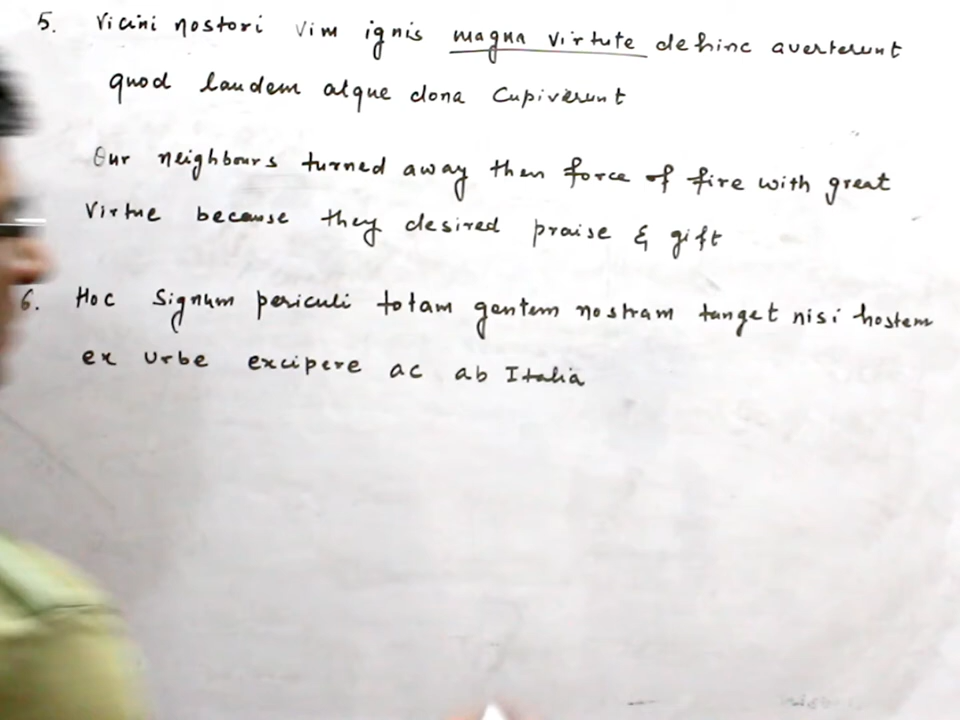 5. Vicini nostori vim ignis magna virtute dehinc averterunt
quod laudem atque dona cupiverunt
Our neighbours turned away then force of fire with great
virtue because they desired praise & gift
6. Hoc signum periculi totam gentem nostram tanget nisi hostem
ex urbe excipere ac ab Italia